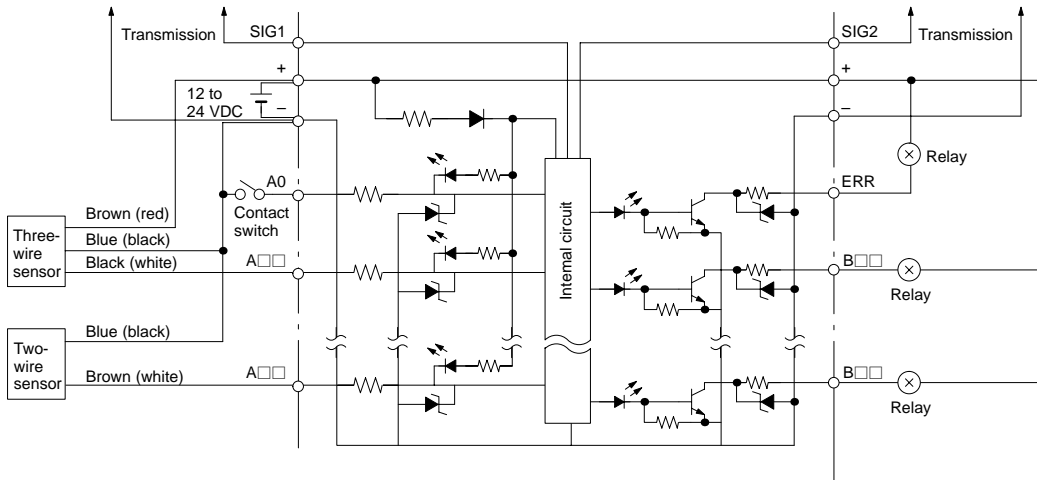 Transmission
SIG1
SIG2
Transmission
+
+
12 to
24 VDC
–
–
Relay
A0
ERR
Contact
switch
Brown (red)
Three-
wire
sensor
Blue (black)
Black (white)
A□□
Internal circuit
B□□
Relay
Blue (black)
Two-
wire
sensor
Brown (white)
A□□
B□□
Relay